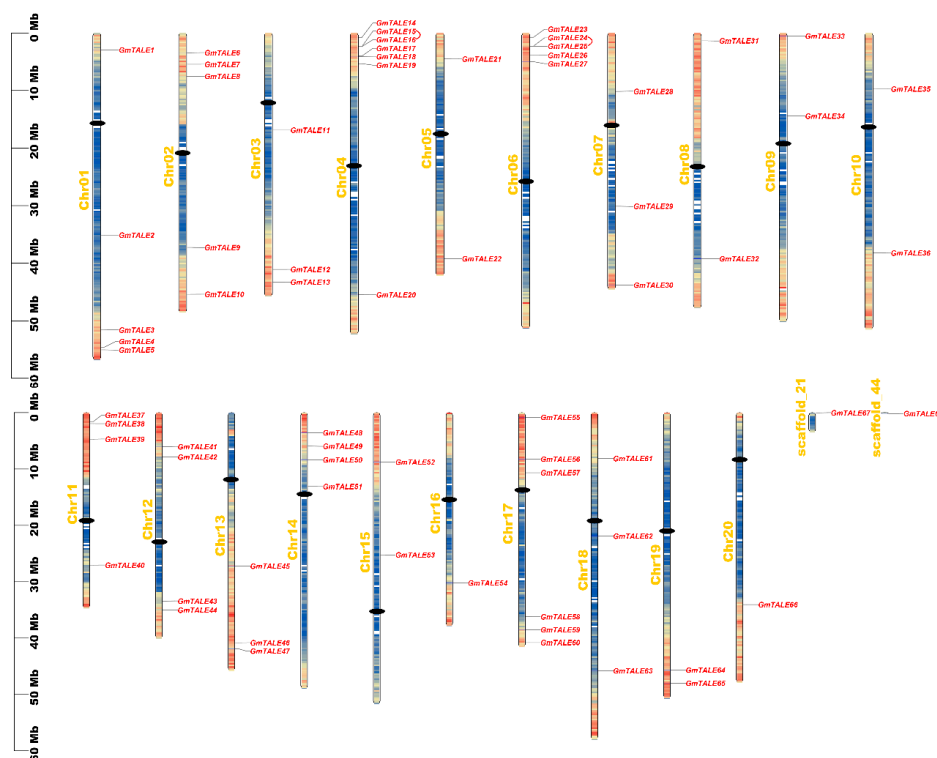 0 Mb
10 Mb
20 Mb
30 Mb
40 Mb
50 Mb
60 Mb
Chr01
GmTALE1
GmTALE2
GmTALE3
GmTALE4
GmTALE5
Chr02
GmTALE6
GmTALE7
GmTALE8
GmTALE9
GmTALE10
Chr03
GmTALE11
GmTALE12
GmTALE13
Chr04
GmTALE14
GmTALE15
GmTALE16
GmTALE17
GmTALE18
GmTALE19
GmTALE20
Chr05
GmTALE21
GmTALE22
Chr06
GmTALE23
GmTALE24
GmTALE25
GmTALE26
GmTALE27
Chr07
GmTALE28
GmTALE29
GmTALE30
Chr08
GmTALE31
GmTALE32
Chr09
GmTALE33
GmTALE34
Chr10
GmTALE35
GmTALE36
0 Mb
10 Mb
20 Mb
30 Mb
40 Mb
50 Mb
60 Mb
Chr11
GmTALE37
GmTALE38
GmTALE39
GmTALE40
Chr12
GmTALE41
GmTALE42
GmTALE43
GmTALE44
Chr13
GmTALE45
GmTALE46
GmTALE47
Chr14
GmTALE48
GmTALE49
GmTALE50
GmTALE51
Chr15
GmTALE52
GmTALE53
Chr16
GmTALE54
Chr17
GmTALE55
GmTALE56
GmTALE57
GmTALE58
GmTALE59
GmTALE60
Chr18
GmTALE61
GmTALE62
GmTALE63
Chr19
GmTALE64
GmTALE65
Chr20
GmTALE66
scaffold_21
GmTALE67
scaffold_44